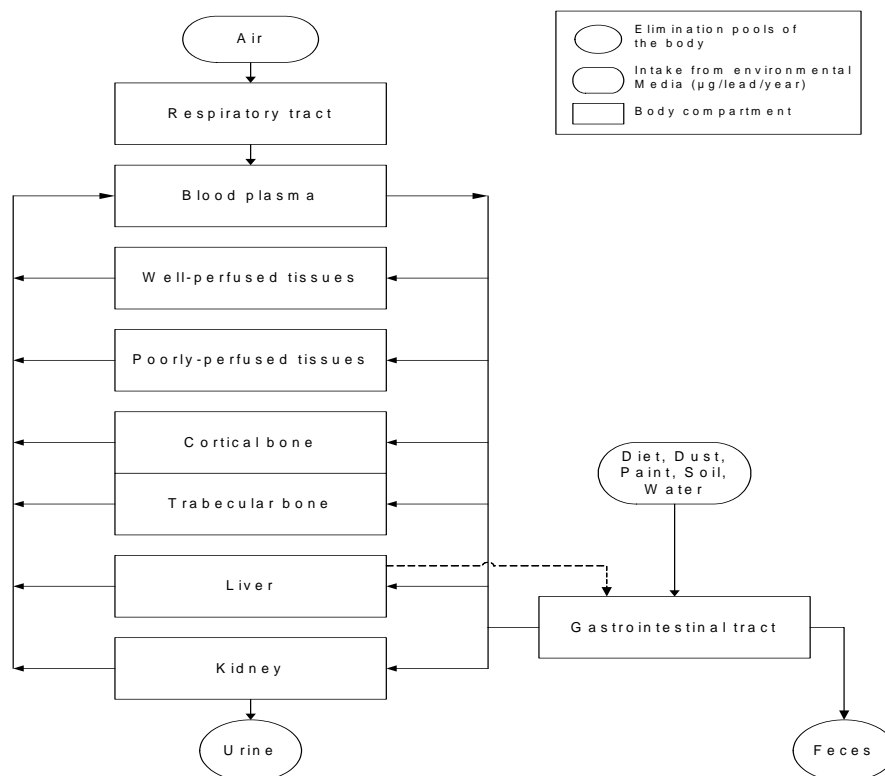 Air
Elimination pools of
the body
Intake from environmental
Media (µg/lead/year)
Body compartment
Respiratory tract
Blood plasma
Well-perfused tissues
Poorly-perfused tissues
Cortical bone
Trabecular bone
Diet, Dust,
Paint, Soil,
Water
Liver
Gastrointestinal tract
Kidney
Urine
Feces